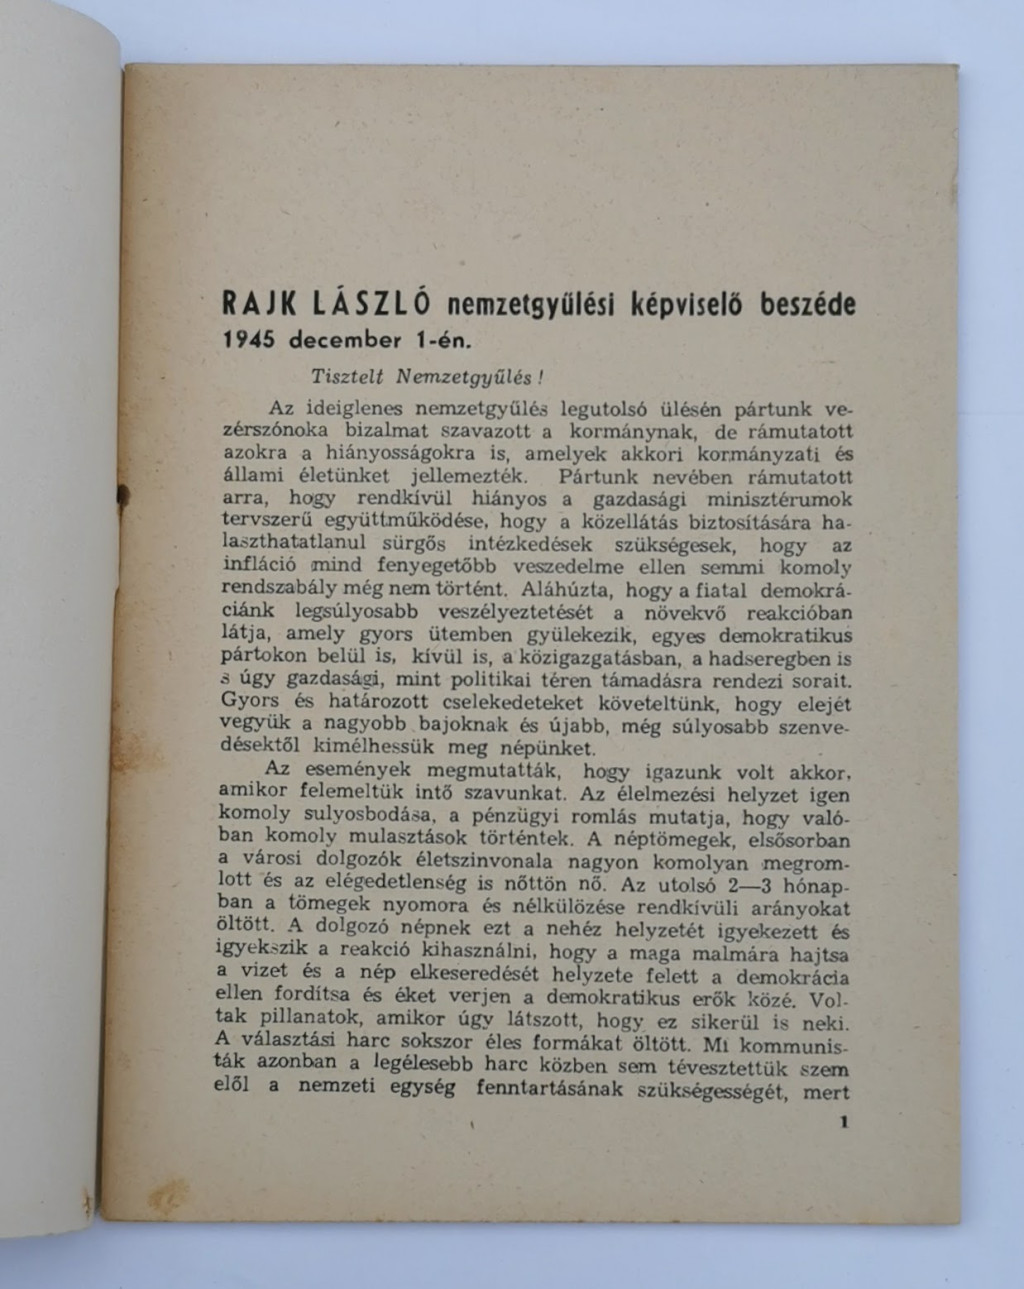 RAJK LÁSZLÓ nemzetgyűlési képviselő beszéde
1945 december 1-én.
Tisztelt Nemzetgyűlés !
Az ideiglenes nemzetgyűlés legutolsó ülésén pártunk ve-
zérszónoka bizalmat szavazott a kormánynak, de rámutatott
azokra a hiányosságokra is, amelyek akkori kormányzati és
állami életünket jellemezték. Pártunk nevében rámutatott
arra, hogy rendkívül hiányos a gazdasági minisztérumok
tervszerű együttműködése, hogy a közellátás biztosítására ha-
laszthatatlanul sürgős intézkedések szükségesek, hogy az
infláció mind fenyegetőbb veszedelme ellen semmi komoly
rendszabály még nem történt. Aláhúzta, hogy a fiatal demokrá-
ciánk legsúlyosabb veszélyeztetését a növekvő reakcióban
látja, amely gyors ütemben gyülekezik, egyes demokratikus
pártokon belül is, kívül is, a közigazgatásban, a hadseregben is
s úgy gazdasági, mint politikai téren támadásra rendezi sorait.
Gyors és határozott cselekedeteket követeltünk, hogy elejét
vegyük a nagyobb bajoknak és újabb, még súlyosabb szenve-
désektől kimélhessük meg népünket.
Az események megmutatták, hogy igazunk volt akkor,
amikor felemeltük intő szavunkat. Az élelmezési helyzet igen
komoly sulyosbodása, a pénzügyi romlás mutatja, hogy való-
ban komoly mulasztások történtek. A néptömegek, elsősorban
a városi dolgozók életszinvonala nagyon komolyan megrom-
lott és az elégedetlenség is nőttön nő. Az utolsó 2—3 hónap-
ban a tömegek nyomora és nélkülözése rendkívüli arányokat
öltött. A dolgozó népnek ezt a nehéz helyzetét igyekezett és
igyekszik a reakció kihasználni, hogy a maga malmára hajtsa
a vizet és a nép elkeseredését helyzete felett a demokrácia
ellen fordítsa és éket verjen a demokratikus erők közé. Vol-
tak pillanatok, amikor úgy látszott, hogy ez sikerül is neki.
A választási harc sokszor éles formákat öltött. Mi kommunis-
ták azonban a legélesebb harc közben sem tévesztettük szem
elől a nemzeti egység fenntartásának szükségességét, mert
1